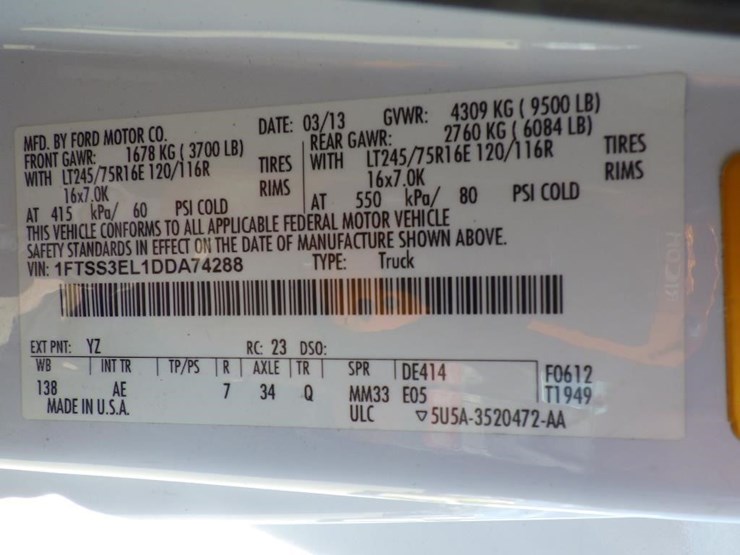 MFD. BY FORD MOTOR CO.
DATE: 03/13 GVWR: 4309 KG ( 9500 LB)
FRONT GAWR: 1678 KG ( 3700 LB)
WITH LT245/75R16E 120/116R TIRES
16x7.0K RIMS
AT 415 kPa/ 60 PSI COLD
REAR GAWR: 2760 KG ( 6084 LB)
WITH LT245/75R16E 120/116R TIRES
16x7.0K RIMS
AT 550 kPa/ 80 PSI COLD
THIS VEHICLE CONFORMS TO ALL APPLICABLE FEDERAL MOTOR VEHICLE
SAFETY STANDARDS IN EFFECT ON THE DATE OF MANUFACTURE SHOWN ABOVE.
VIN: 1FTSS3EL1DDA74288 TYPE: Truck
EXT PNT: YZ RC: 23 DSO:
WB INT TR TP/PS R AXLE TR SPR DE414 F0612
138 AE 7 34 Q MM33 E05 T1949
MADE IN U.S.A. ULC ▽5U5A-3520472-AA